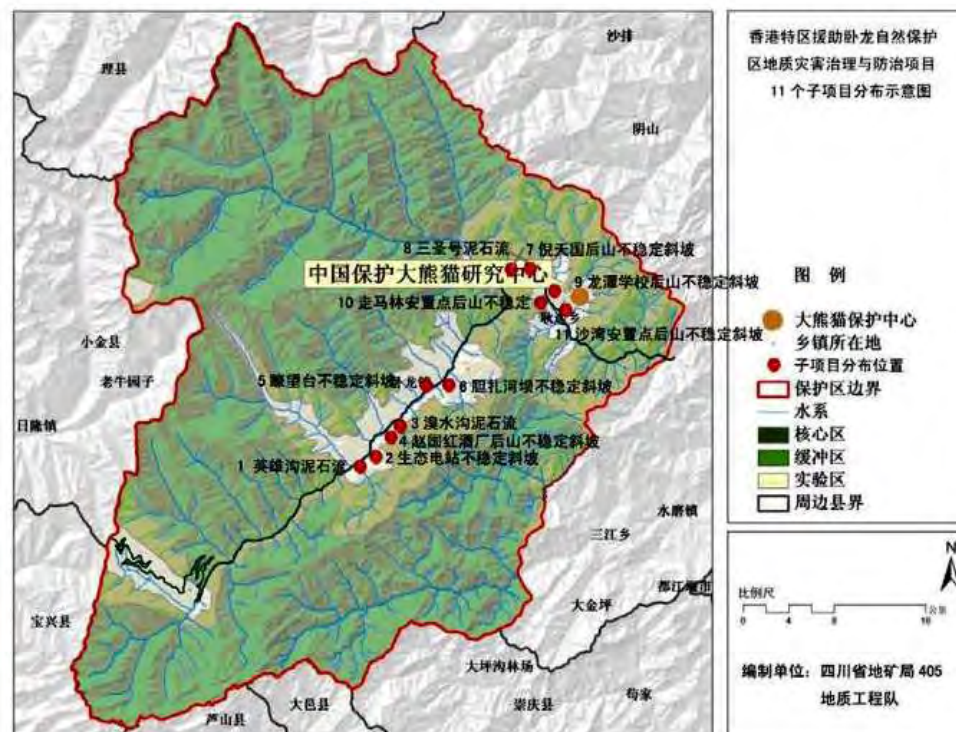 理县
沙排
阴山
8 三圣号泥石流
7 倪天国后山不稳定斜坡
中国保护大熊猫研究中心
9 龙潭学校后山不稳定斜坡
10 走马林安置点后山不稳定
耿达乡
11 沙湾安置点后山不稳定斜坡
小金县
老牛园子
日隆镇
5 瞭望台不稳定斜坡
卧龙镇
6 胆扎河坝不稳定斜坡
3 溴水沟泥石流
4 赵国红酒厂后山不稳定斜坡
2 生态电站不稳定斜坡
1 英雄沟泥石流
水磨镇
三江乡
都江堰市
大金坪
宝兴县
大坪沟林场
苟家
大邑县
崇庆县
芦山县
香港特区援助卧龙自然保护
区地质灾害治理与防治项目
11 个子项目分布示意图
图 例
大熊猫保护中心
乡镇所在地
子项目分布位置
保护区边界
水系
核心区
缓冲区
实验区
周边县界
N
比例尺
公里
0 4 8 16
编制单位：四川省地矿局 405
地质工程队